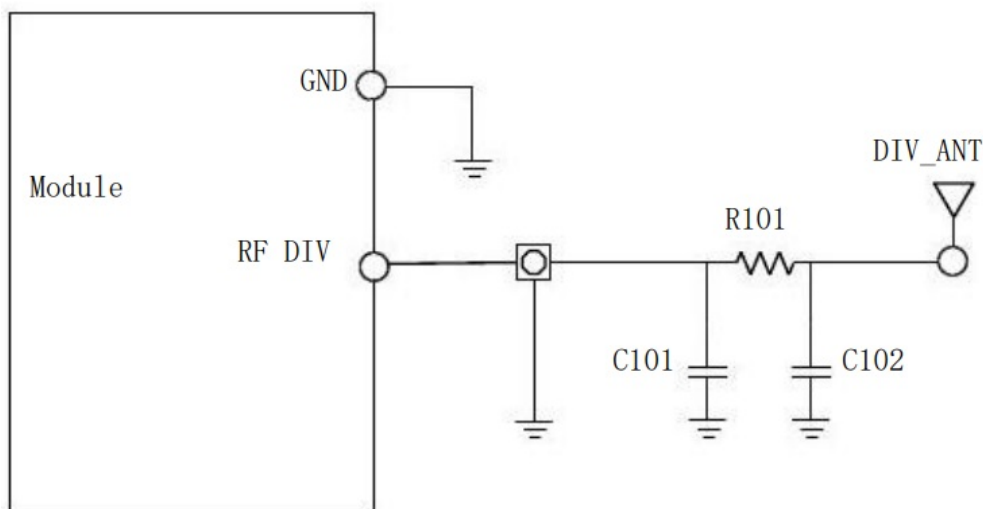 GND
DIV_ANT
Module
R101
RF DIV
C101
C102